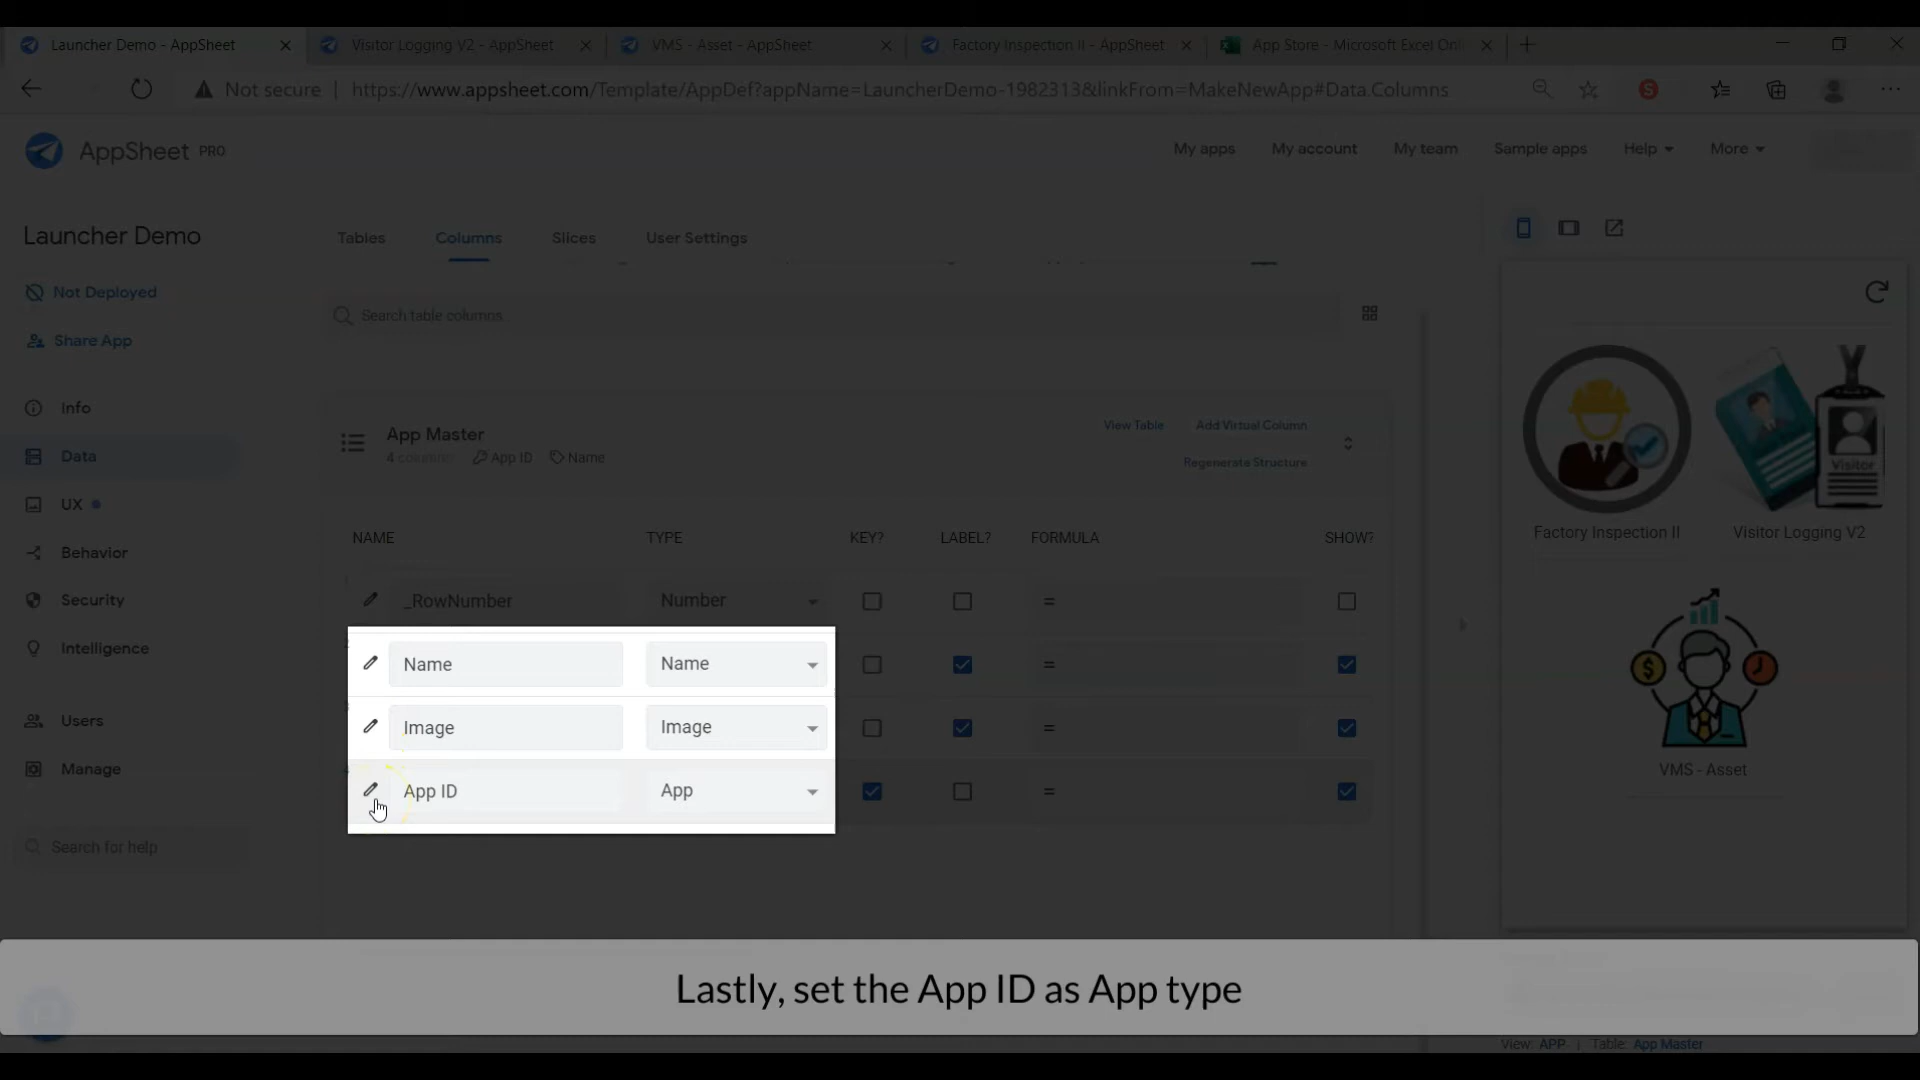 Launcher Demo - AppSheet
Visitor Logging V2 - AppSheet
VMS - Asset - AppSheet
Factory Inspection II - AppSheet
App Store - Microsoft Excel Onl
Not secure | https://www.appsheet.com/Template/AppDef?appName=LauncherDemo-1982313&linkFrom=MakeNewApp#Data.Columns
S
AppSheet PRO
My apps
My account
My team
Sample apps
Help
More
Launcher Demo
Tables
Columns
Slices
User Settings
Not Deployed
Share App
Search table columns
Info
Data
UX
Behavior
Security
Intelligence
Users
Manage
Search for help
App Master
4 columns App ID Name
View Table
Add Virtual Column
Regenerate Structure
NAME TYPE KEY? LABEL? FORMULA SHOW?
_RowNumber Number =
Name Name =
Image Image =
App ID App =
Visitor
Factory Inspection II
Visitor Logging V2
VMS - Asset
Lastly, set the App ID as App type
View: APP | Table: App Master